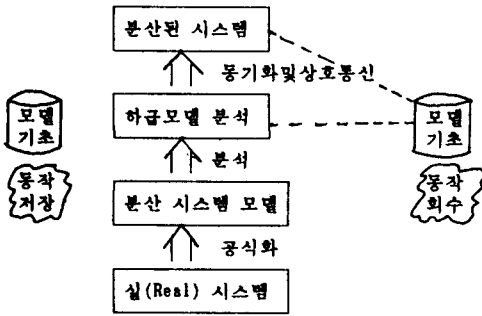 분산된 시스템
동기화및상호통신
하급모델 분석
모델
기초
동작
저장
분석
모델
기초
동작
회수
분산 시스템 모델
공식화
실(Real) 시스템